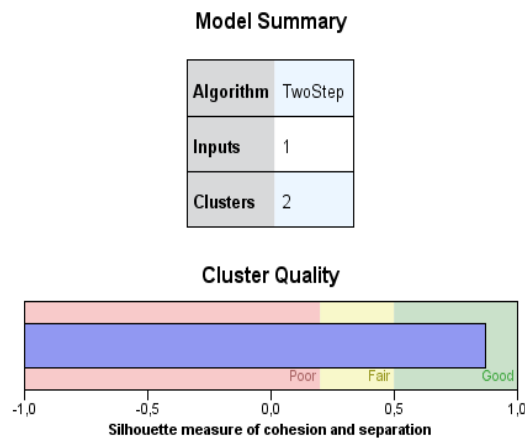 Model Summary
Algorithm TwoStep
Inputs 1
Clusters 2
Cluster Quality
Poor Fair Good
-1,0 -0,5 0,0 0,5 1,0
Silhouette measure of cohesion and separation